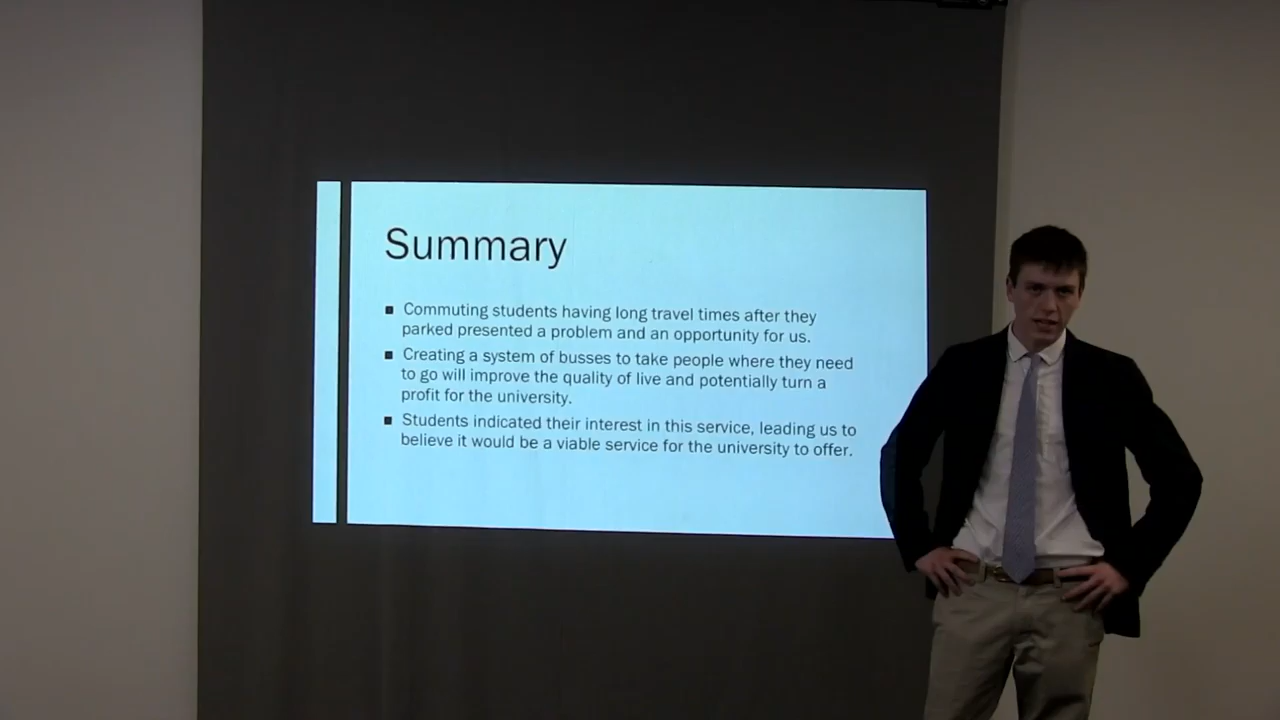 Summary
Commuting students having long travel times after they
parked presented a problem and an opportunity for us.
Creating a system of busses to take people where they need
to go will improve the quality of live and potentially turn a
profit for the university.
Students indicated their interest in this service, leading us to
believe it would be a viable service for the university to offer.